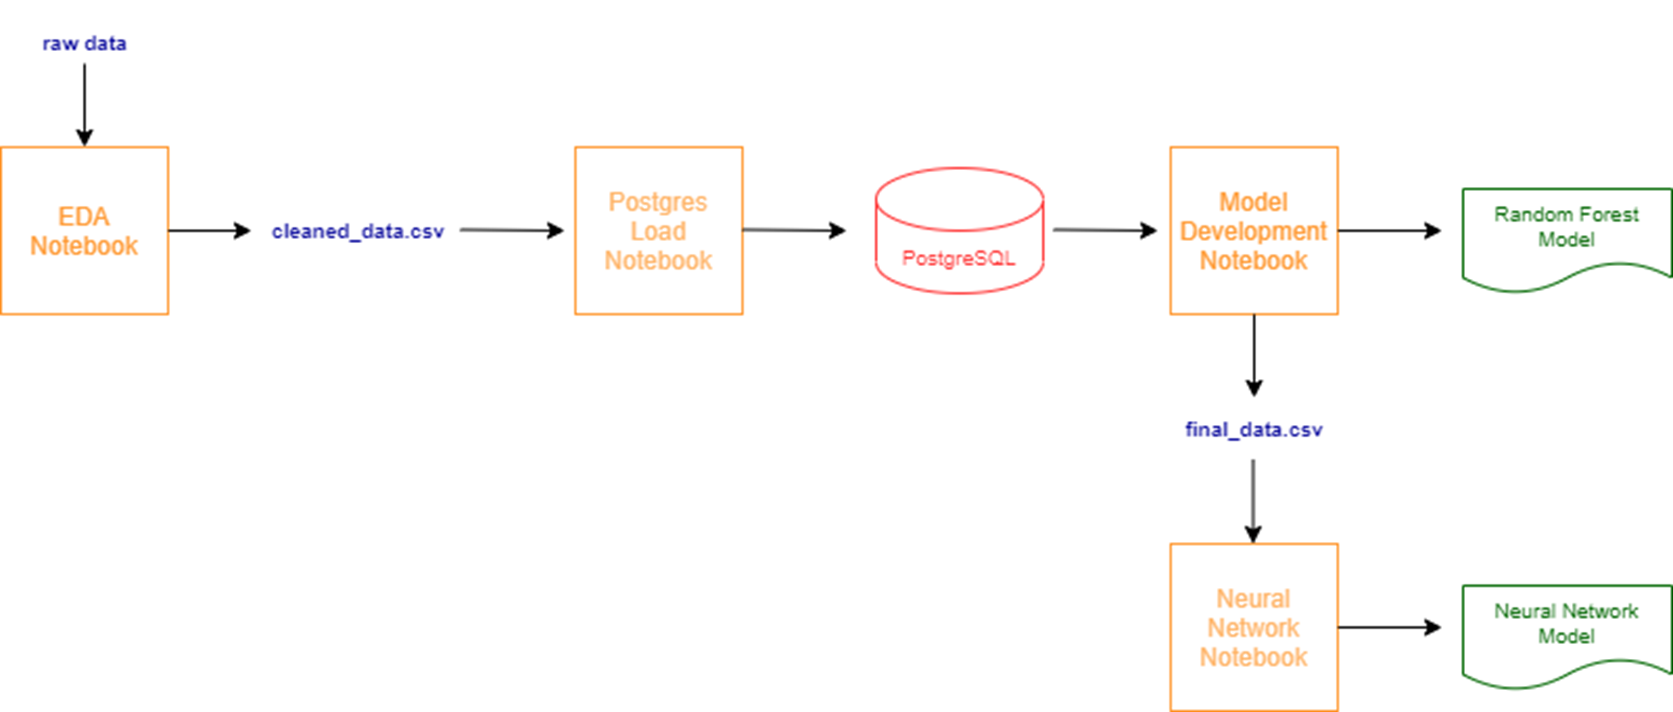 raw data
EDA
Notebook
cleaned_data.csv
Postgres
Load
Notebook
PostgreSQL
Model
Development
Notebook
Random Forest
Model
final_data.csv
Neural
Network
Notebook
Neural Network
Model